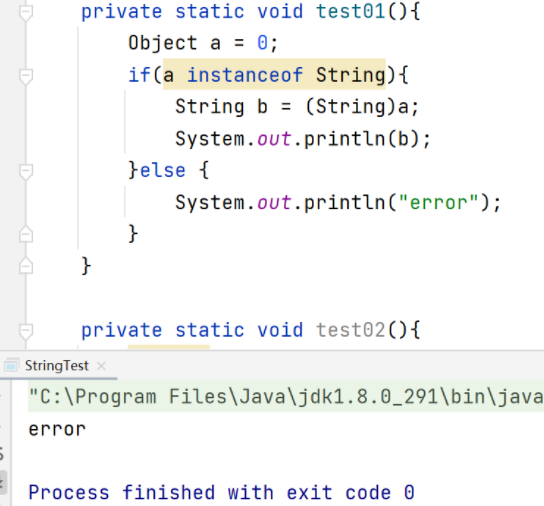 private static void test01(){
Object a = 0;
if(a instanceof String){
String b = (String)a;
System.out.println(b);
}else {
System.out.println("error");
}
}
private static void test02(){
StringTest ×
"C:\Program Files\Java\jdk1.8.0_291\bin\java
error
Process finished with exit code 0